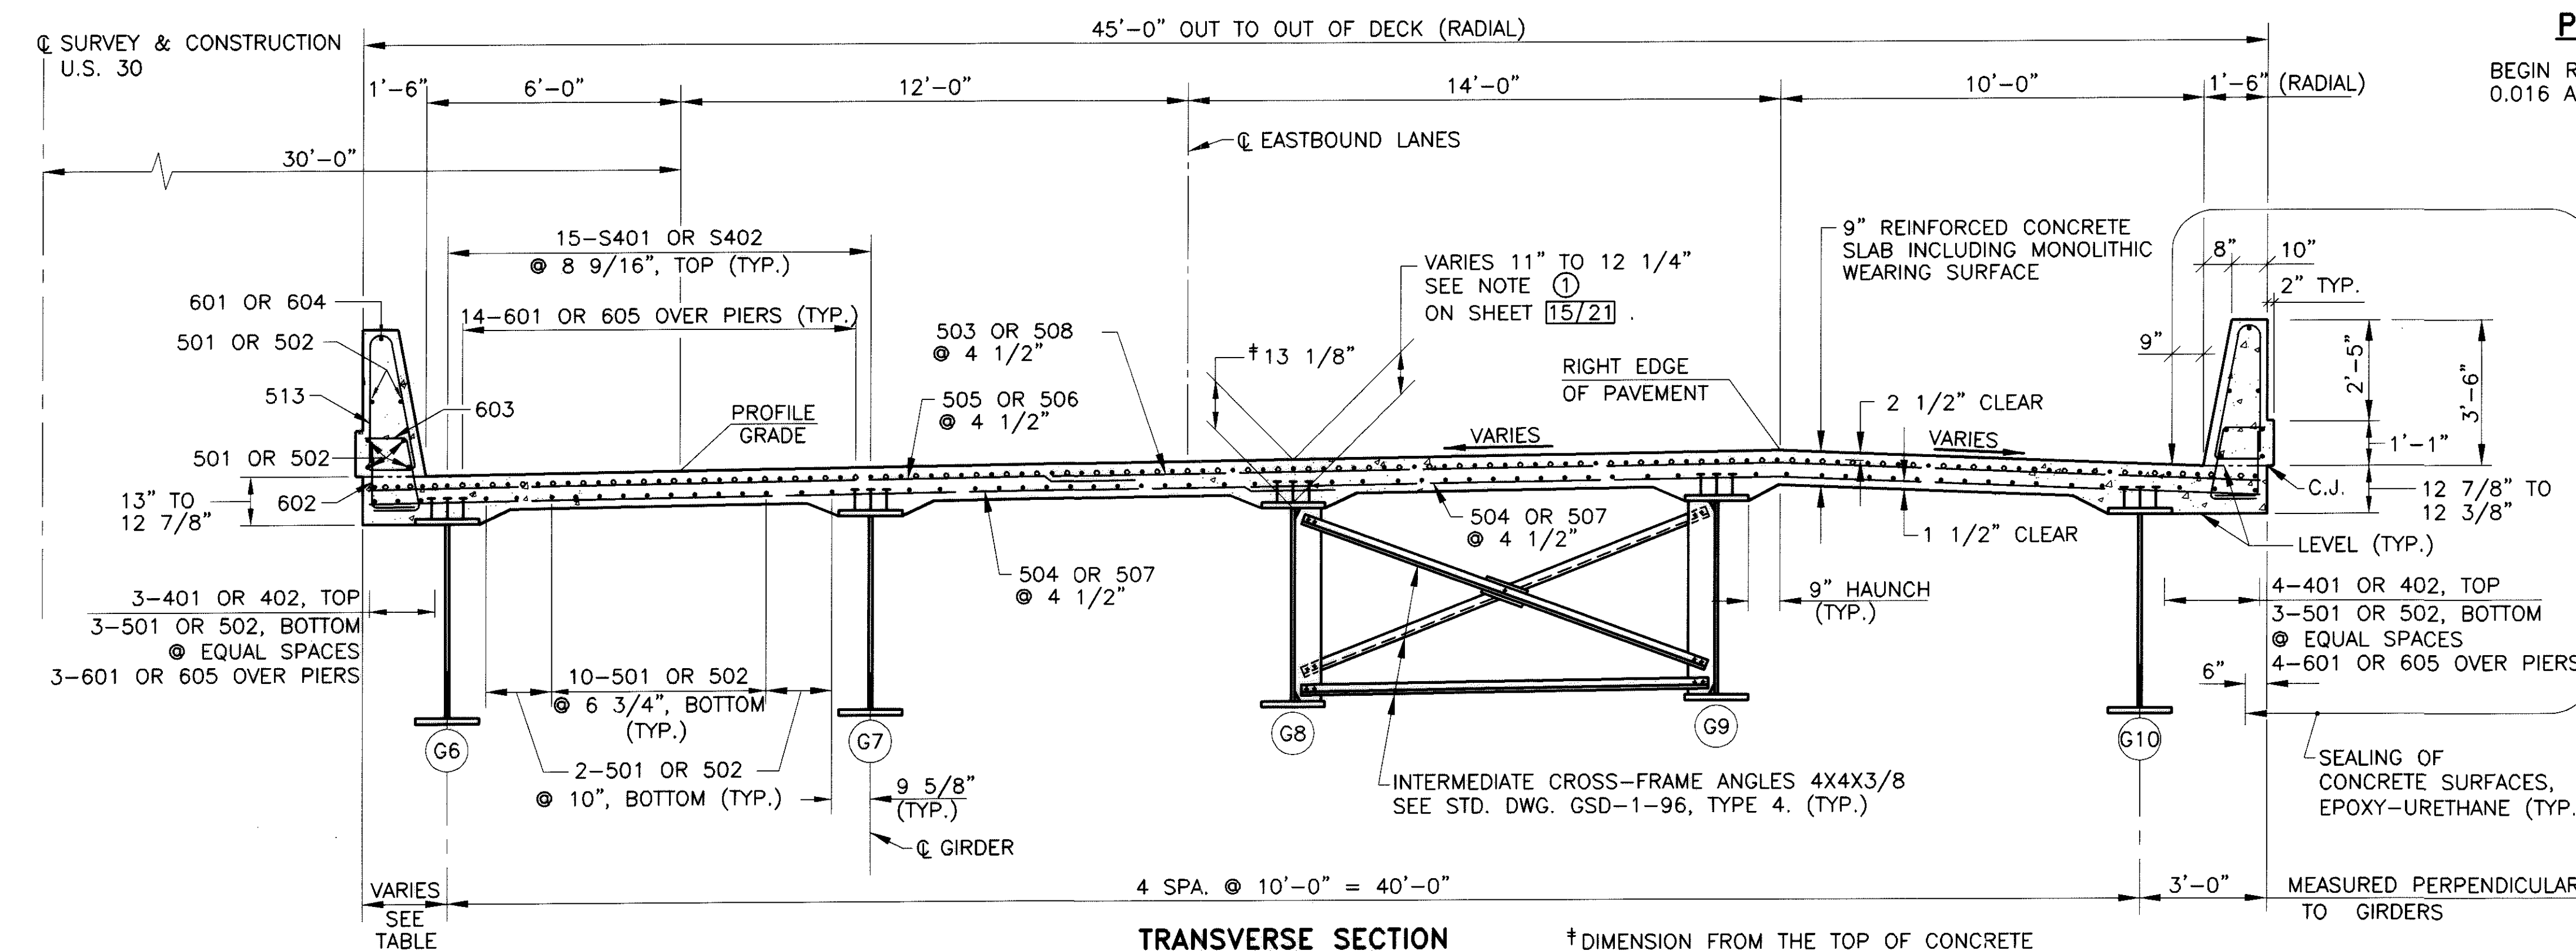 45'-0" OUT TO OUT OF DECK (RADIAL)
℄ SURVEY & CONSTRUCTION
U.S. 30
P
BEGIN R
0.016 A
1'-6"
6'-0"
12'-0"
14'-0"
10'-0"
1'-6" (RADIAL)
30'-0"
℄ EASTBOUND LANES
15-S401 OR S402
@ 8 9/16", TOP (TYP.)
14-601 OR 605 OVER PIERS (TYP.)
601 OR 604
501 OR 502
513
603
501 OR 502
602
13" TO
12 7/8"
PROFILE
GRADE
503 OR 508
@ 4 1/2"
505 OR 506
@ 4 1/2"
VARIES 11" TO 12 1/4"
SEE NOTE ①
ON SHEET 15/21 .
‡13 1/8"
9" REINFORCED CONCRETE
SLAB INCLUDING MONOLITHIC
WEARING SURFACE
RIGHT EDGE
OF PAVEMENT
VARIES
VARIES
2 1/2" CLEAR
1 1/2" CLEAR
8"
10"
2" TYP.
9"
2'-5"
3'-6"
1'-1"
C.J.
12 7/8" TO
12 3/8"
LEVEL (TYP.)
504 OR 507
@ 4 1/2"
504 OR 507
@ 4 1/2"
9" HAUNCH
(TYP.)
3-401 OR 402, TOP
3-501 OR 502, BOTTOM
@ EQUAL SPACES
3-601 OR 605 OVER PIERS
10-501 OR 502
@ 6 3/4", BOTTOM
(TYP.)
2-501 OR 502
@ 10", BOTTOM (TYP.)
9 5/8"
(TYP.)
℄ GIRDER
4-401 OR 402, TOP
3-501 OR 502, BOTTOM
@ EQUAL SPACES
4-601 OR 605 OVER PIERS
6"
G6
G7
G8
G9
G10
INTERMEDIATE CROSS-FRAME ANGLES 4X4X3/8
SEE STD. DWG. GSD-1-96, TYPE 4. (TYP.)
SEALING OF
CONCRETE SURFACES,
EPOXY-URETHANE (TYP.
VARIES
SEE
TABLE
4 SPA. @ 10'-0" = 40'-0"
3'-0"
MEASURED PERPENDICULAR
TO GIRDERS
TRANSVERSE SECTION
‡DIMENSION FROM THE TOP OF CONCRETE